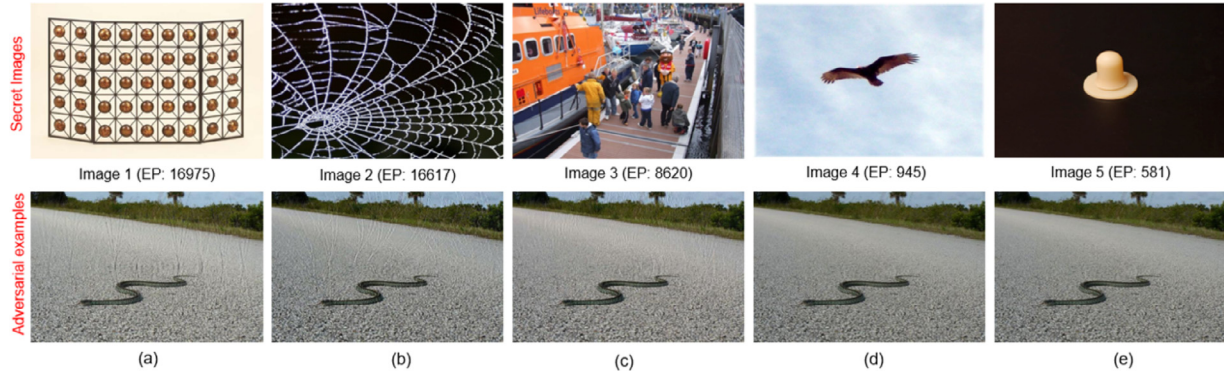 Secret Images
Image 1 (EP: 16975)
Image 2 (EP: 16617)
Image 3 (EP: 8620)
Image 4 (EP: 945)
Image 5 (EP: 581)
Adversarial examples
(a)
(b)
(c)
(d)
(e)